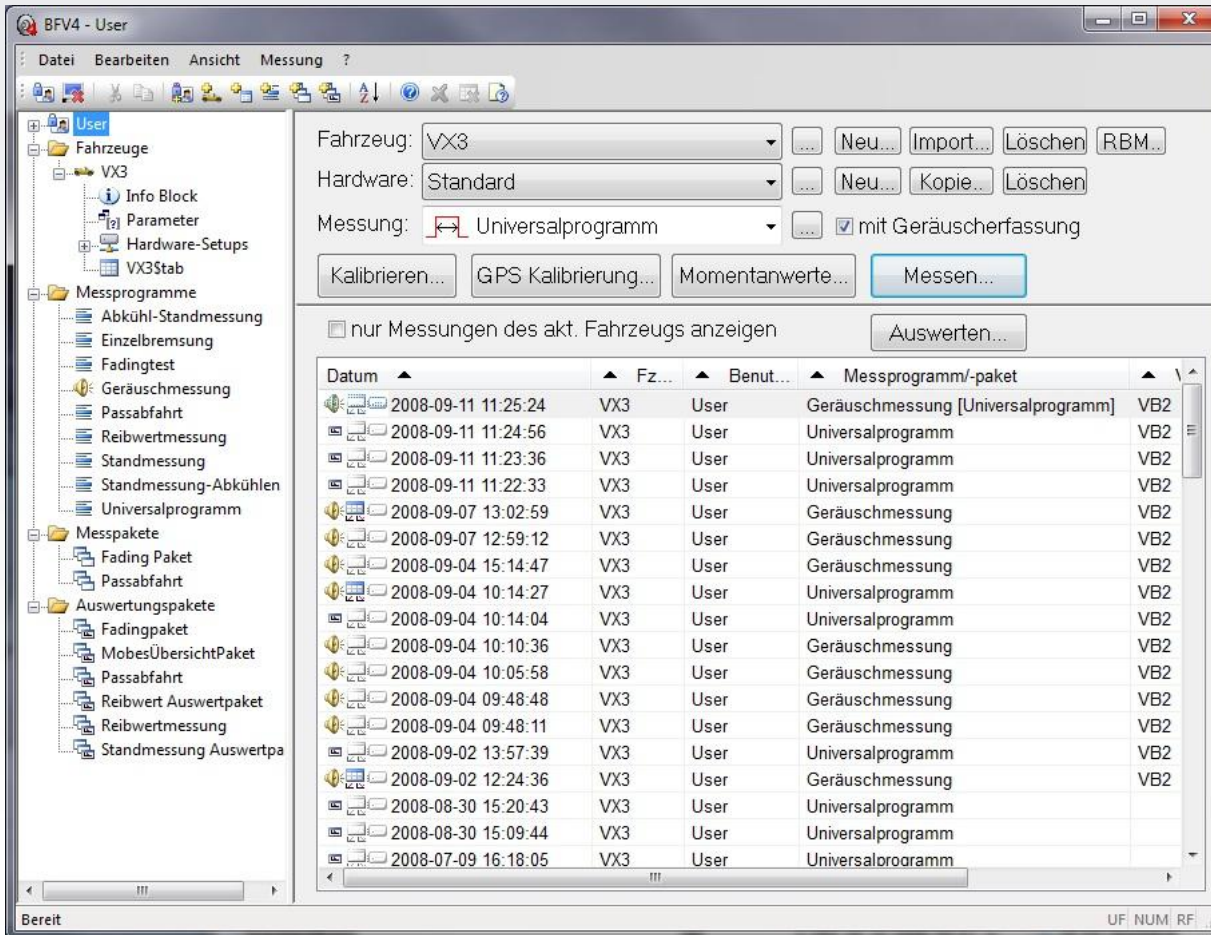 BFV4 - User
Datei Bearbeiten Ansicht Messung ?
User
Fahrzeuge
VX3
Info Block
Parameter
Hardware-Setups
VX3$tab
Messprogramme
Abkühl-Standmessung
Einzelbremsung
Fadingtest
Geräuschmessung
Passabfahrt
Reibwertmessung
Standmessung
Standmessung-Abkühlen
Universalprogramm
Messpakete
Fading Paket
Passabfahrt
Auswertungspakete
Fadingpaket
MobesÜbersichtPaket
Passabfahrt
Reibwert Auswertpaket
Reibwertmessung
Standmessung Auswertpa
Fahrzeug: VX3 ... Neu... Import... Löschen RBM..
Hardware: Standard ... Neu... Kopie.. Löschen
Messung: Universalprogramm ... mit Geräuscherfassung
Kalibrieren... GPS Kalibrierung... Momentanwerte... Messen...
nur Messungen des akt. Fahrzeugs anzeigen Auswerten...
Datum Fz... Benut... Messprogramm/-paket
2008-09-11 11:25:24 VX3 User Geräuschmessung [Universalprogramm] VB2
2008-09-11 11:24:56 VX3 User Universalprogramm VB2
2008-09-11 11:23:36 VX3 User Universalprogramm VB2
2008-09-11 11:22:33 VX3 User Universalprogramm VB2
2008-09-07 13:02:59 VX3 User Geräuschmessung VB2
2008-09-07 12:59:12 VX3 User Geräuschmessung VB2
2008-09-04 15:14:47 VX3 User Geräuschmessung VB2
2008-09-04 10:14:27 VX3 User Universalprogramm VB2
2008-09-04 10:14:04 VX3 User Universalprogramm VB2
2008-09-04 10:10:36 VX3 User Geräuschmessung VB2
2008-09-04 10:05:58 VX3 User Geräuschmessung VB2
2008-09-04 09:48:48 VX3 User Geräuschmessung VB2
2008-09-04 09:48:11 VX3 User Geräuschmessung VB2
2008-09-02 13:57:39 VX3 User Universalprogramm VB2
2008-09-02 12:24:36 VX3 User Geräuschmessung VB2
2008-08-30 15:20:43 VX3 User Universalprogramm
2008-08-30 15:09:44 VX3 User Universalprogramm
2008-07-09 16:18:05 VX3 User Universalprogramm
Bereit UF NUM RF